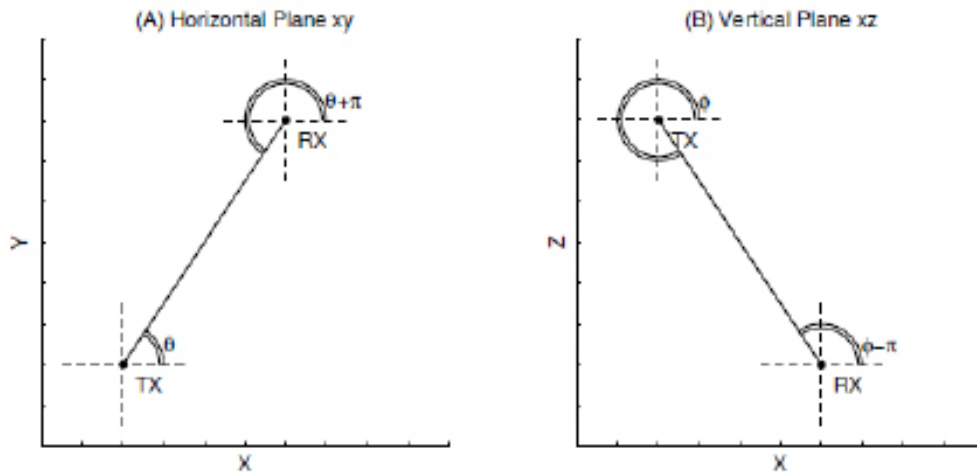 (A) Horizontal Plane xy
θ+π
RX
Y
θ
TX
X
(B) Vertical Plane xz
ϕ
TX
Z
ϕ−π
RX
X